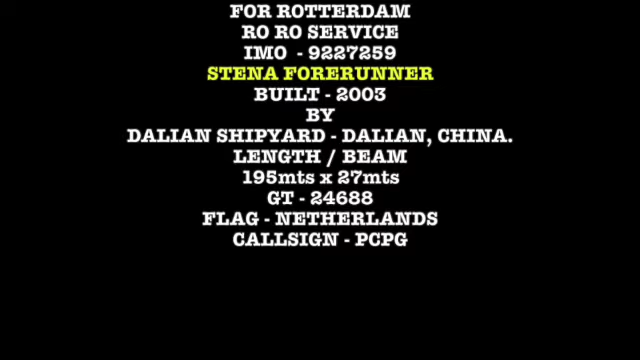 FOR ROTTERDAM
RO RO SERVICE
IMO - 9227259
STENA FORERUNNER
BUILT - 2003
BY
DALIAN SHIPYARD - DALIAN, CHINA.
LENGTH / BEAM
195mts x 27mts
GT - 24688
FLAG - NETHERLANDS
CALLSIGN - PCPG